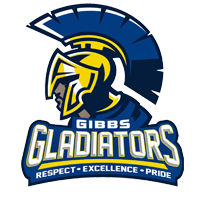 GIBBS
GLADIATORS
RESPECT • EXCELLENCE • PRIDE